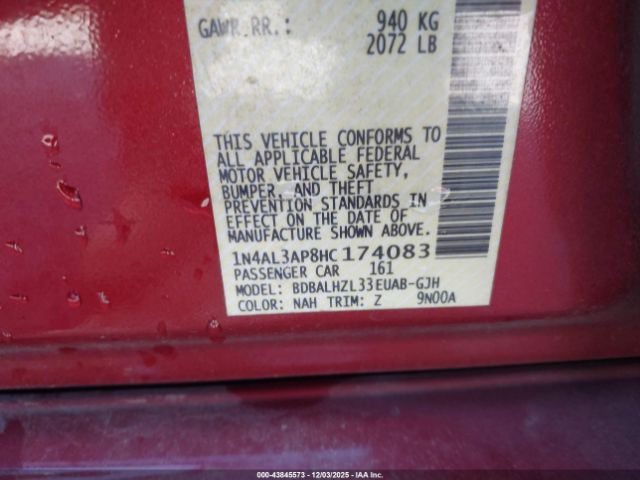 GAWR RR.: 940 KG
2072 LB
THIS VEHICLE CONFORMS TO
ALL APPLICABLE FEDERAL
MOTOR VEHICLE SAFETY,
BUMPER, AND THEFT
PREVENTION STANDARDS IN
EFFECT ON THE DATE OF
MANUFACTURE SHOWN ABOVE.
1N4AL3AP8HC174083
PASSENGER CAR 161
MODEL: BDBALHZL33EUAB-GJH
COLOR: NAH TRIM: Z 9N00A
000-43845573 | 12/03/2025 | IAAI